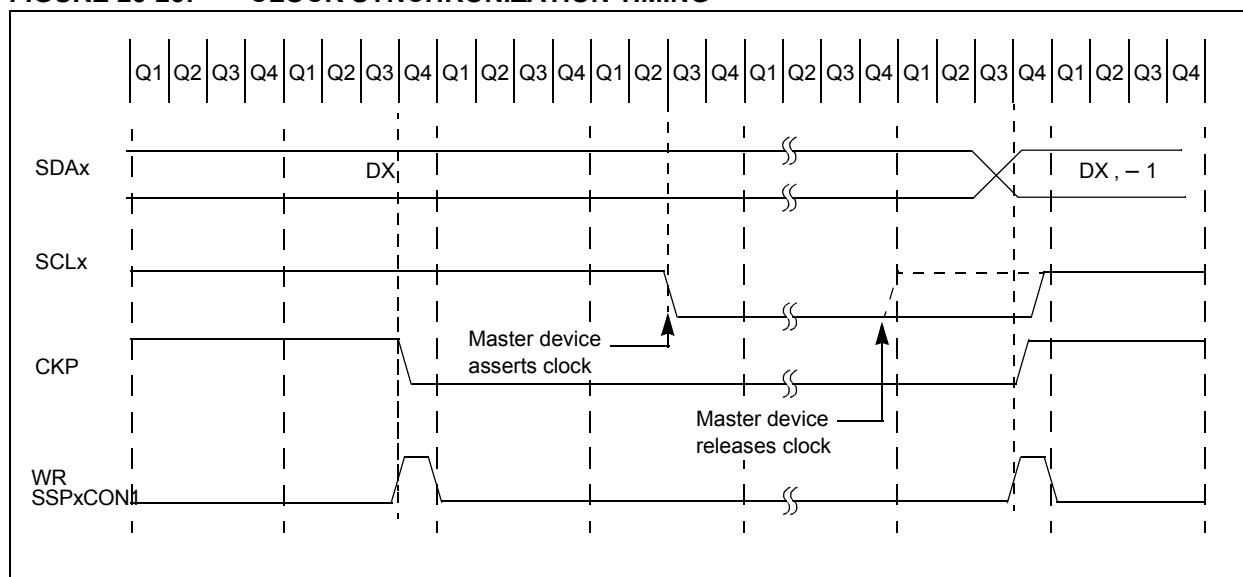 FIGURE CLOCK SYNCHRONIZATION TIMING
Q1 Q2 Q3 Q4 Q1 Q2 Q3 Q4 Q1 Q2 Q3 Q4 Q1 Q2 Q3 Q4 Q1 Q2 Q3 Q4 Q1 Q2 Q3 Q4 Q1 Q2 Q3 Q4
SDAx
DX
DX , – 1
SCLx
Master device
asserts clock
CKP
Master device
releases clock
WR
SSPxCON1